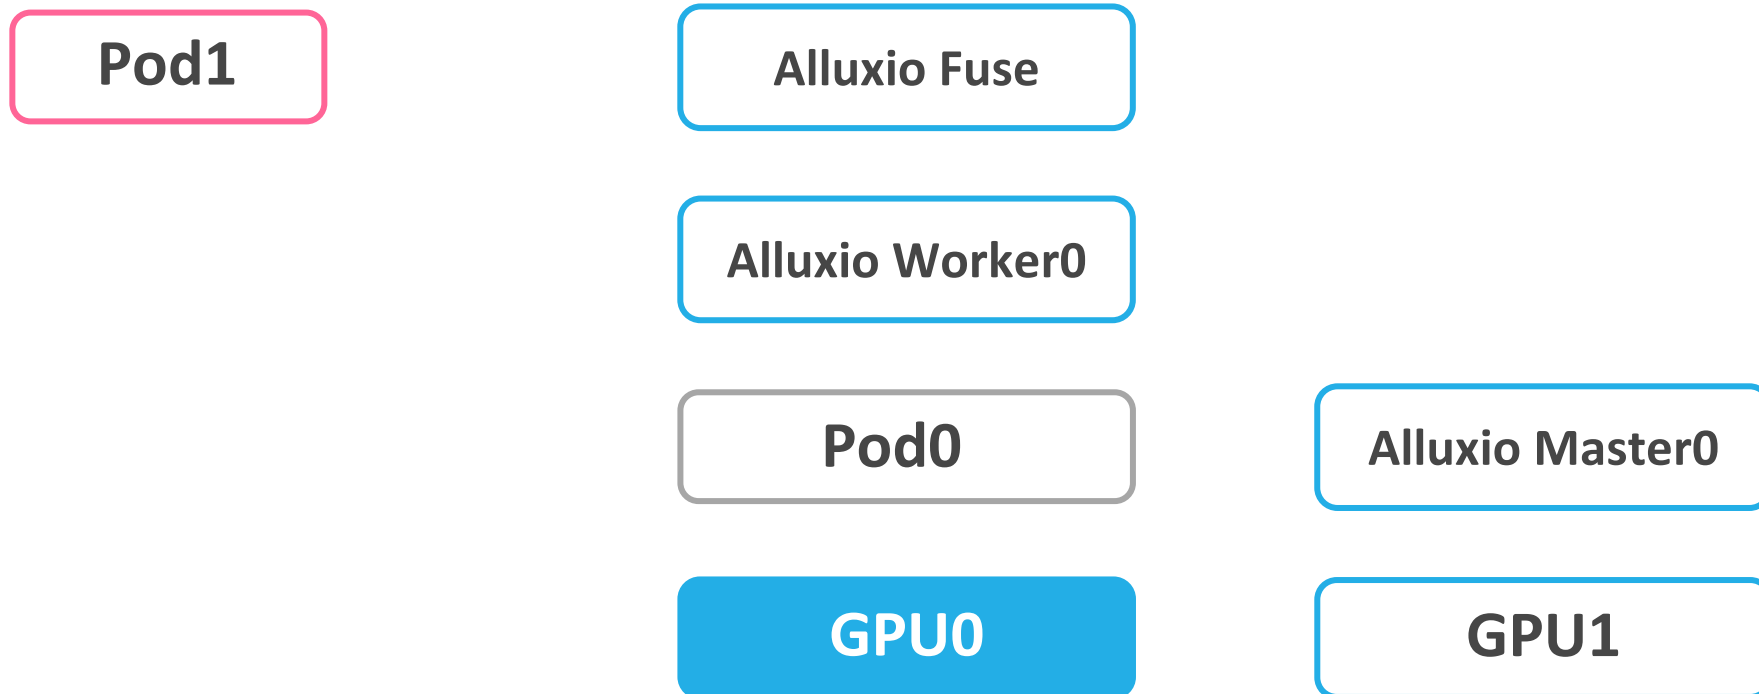 Pod1
Alluxio Fuse
Alluxio Worker0
Pod0
Alluxio Master0
GPU0
GPU1